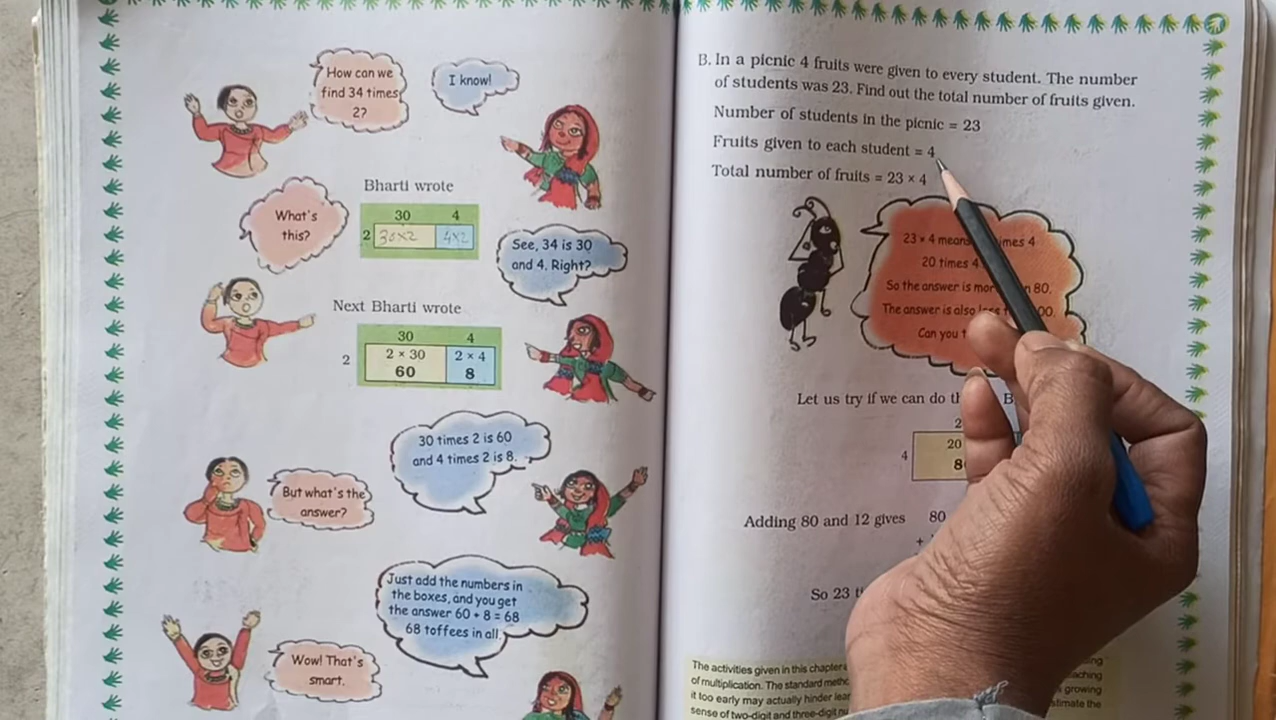 How can we
find 34 times
2?
I know!
Bharti wrote
What's
this?
30 4
2 30×2 4×2
See, 34 is 30
and 4. Right?
Next Bharti wrote
30 4
2 2 × 30 2 × 4
60 8
30 times 2 is 60
and 4 times 2 is 8.
But what's the
answer?
Just add the numbers in
the boxes, and you get
the answer 60 + 8 = 68
68 toffees in all.
Wow! That's
smart.
B. In a picnic 4 fruits were given to every student. The number
of students was 23. Find out the total number of fruits given.
Number of students in the picnic = 23
Fruits given to each student = 4
Total number of fruits = 23 × 4
23 × 4 means
20 times 4
So the answer is
80.
The answer is also
Can you
Let us try if we can do
4 20
Adding 80 and 12 gives 80
+
So 23
The activities given in this chapter
of multiplication. The standard
it too early may actually hinder
sense of two-digit and three-digit
growing